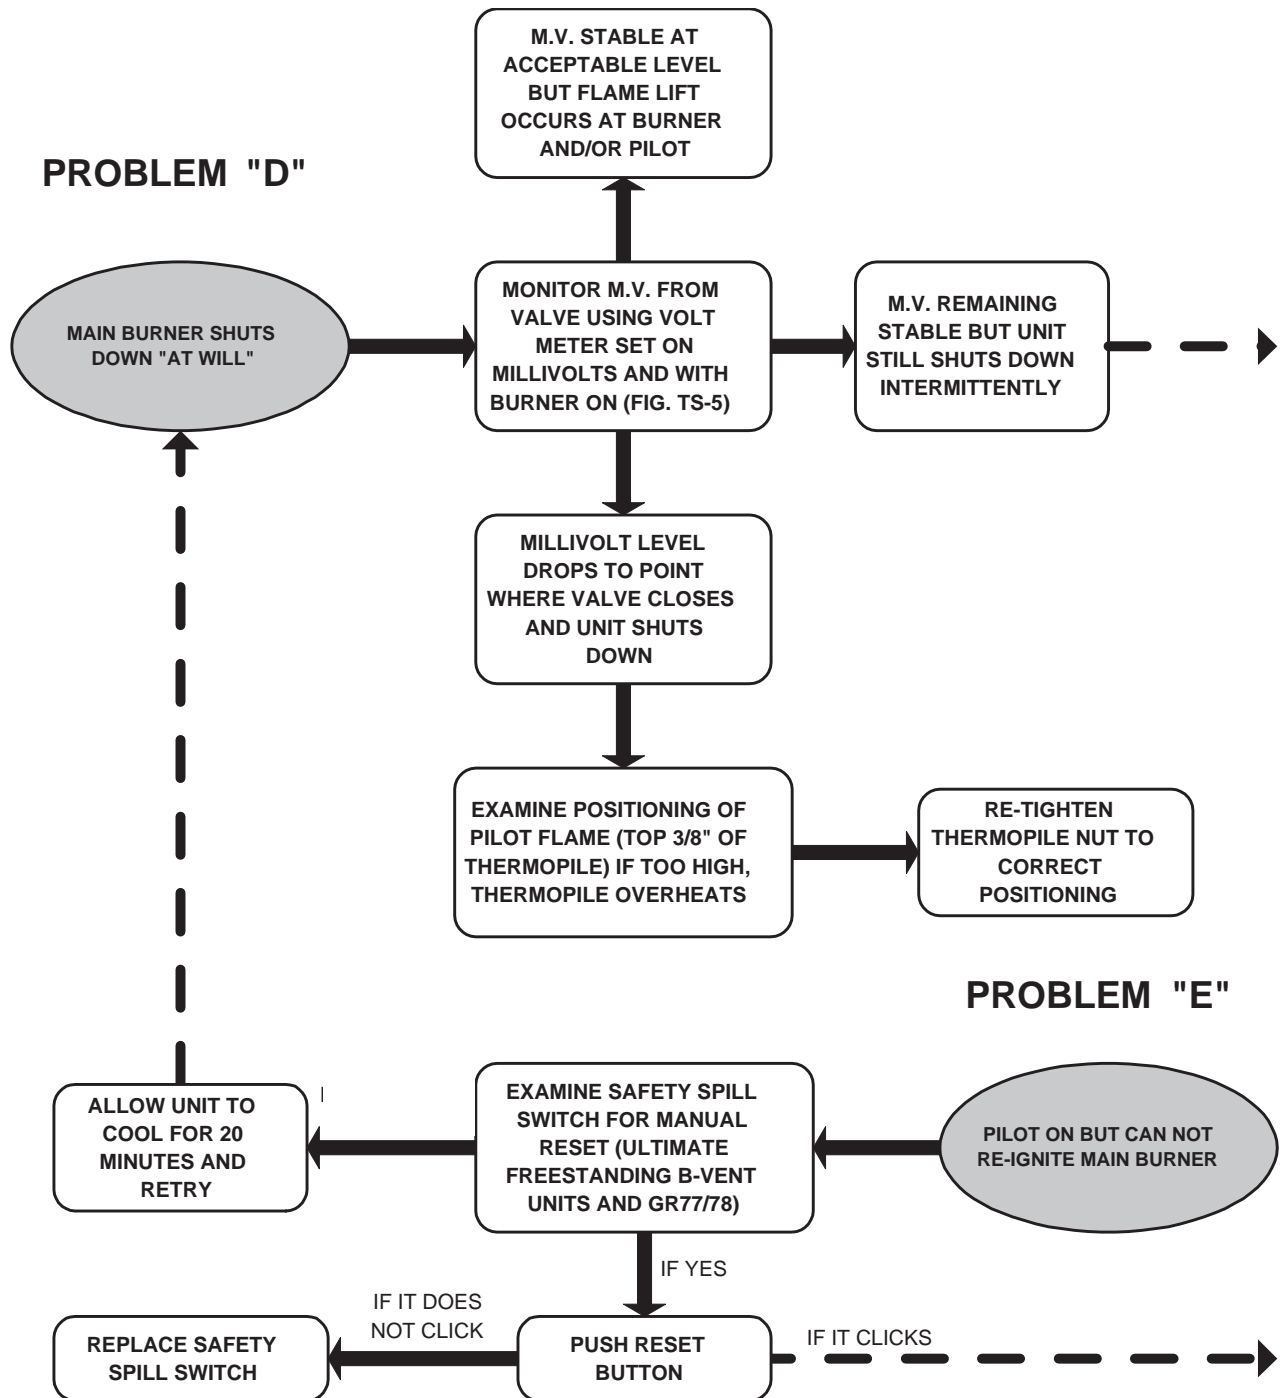 M.V. STABLE AT
ACCEPTABLE LEVEL
BUT FLAME LIFT
OCCURS AT BURNER
AND/OR PILOT
PROBLEM "D"
MAIN BURNER SHUTS
DOWN "AT WILL"
MONITOR M.V. FROM
VALVE USING VOLT
METER SET ON
MILLIVOLTS AND WITH
BURNER ON (FIG. TS-5)
M.V. REMAINING
STABLE BUT UNIT
STILL SHUTS DOWN
INTERMITTENTLY
MILLIVOLT LEVEL
DROPS TO POINT
WHERE VALVE CLOSES
AND UNIT SHUTS
DOWN
EXAMINE POSITIONING OF
PILOT FLAME (TOP 3/8" OF
THERMOPILE) IF TOO HIGH,
THERMOPILE OVERHEATS
RE-TIGHTEN
THERMOPILE NUT TO
CORRECT
POSITIONING
PROBLEM "E"
PILOT ON BUT CAN NOT
RE-IGNITE MAIN BURNER
EXAMINE SAFETY SPILL
SWITCH FOR MANUAL
RESET (ULTIMATE
FREESTANDING B-VENT
UNITS AND GR77/78)
ALLOW UNIT TO
COOL FOR 20
MINUTES AND
RETRY
IF YES
PUSH RESET
BUTTON
IF IT DOES
NOT CLICK
REPLACE SAFETY
SPILL SWITCH
IF IT CLICKS